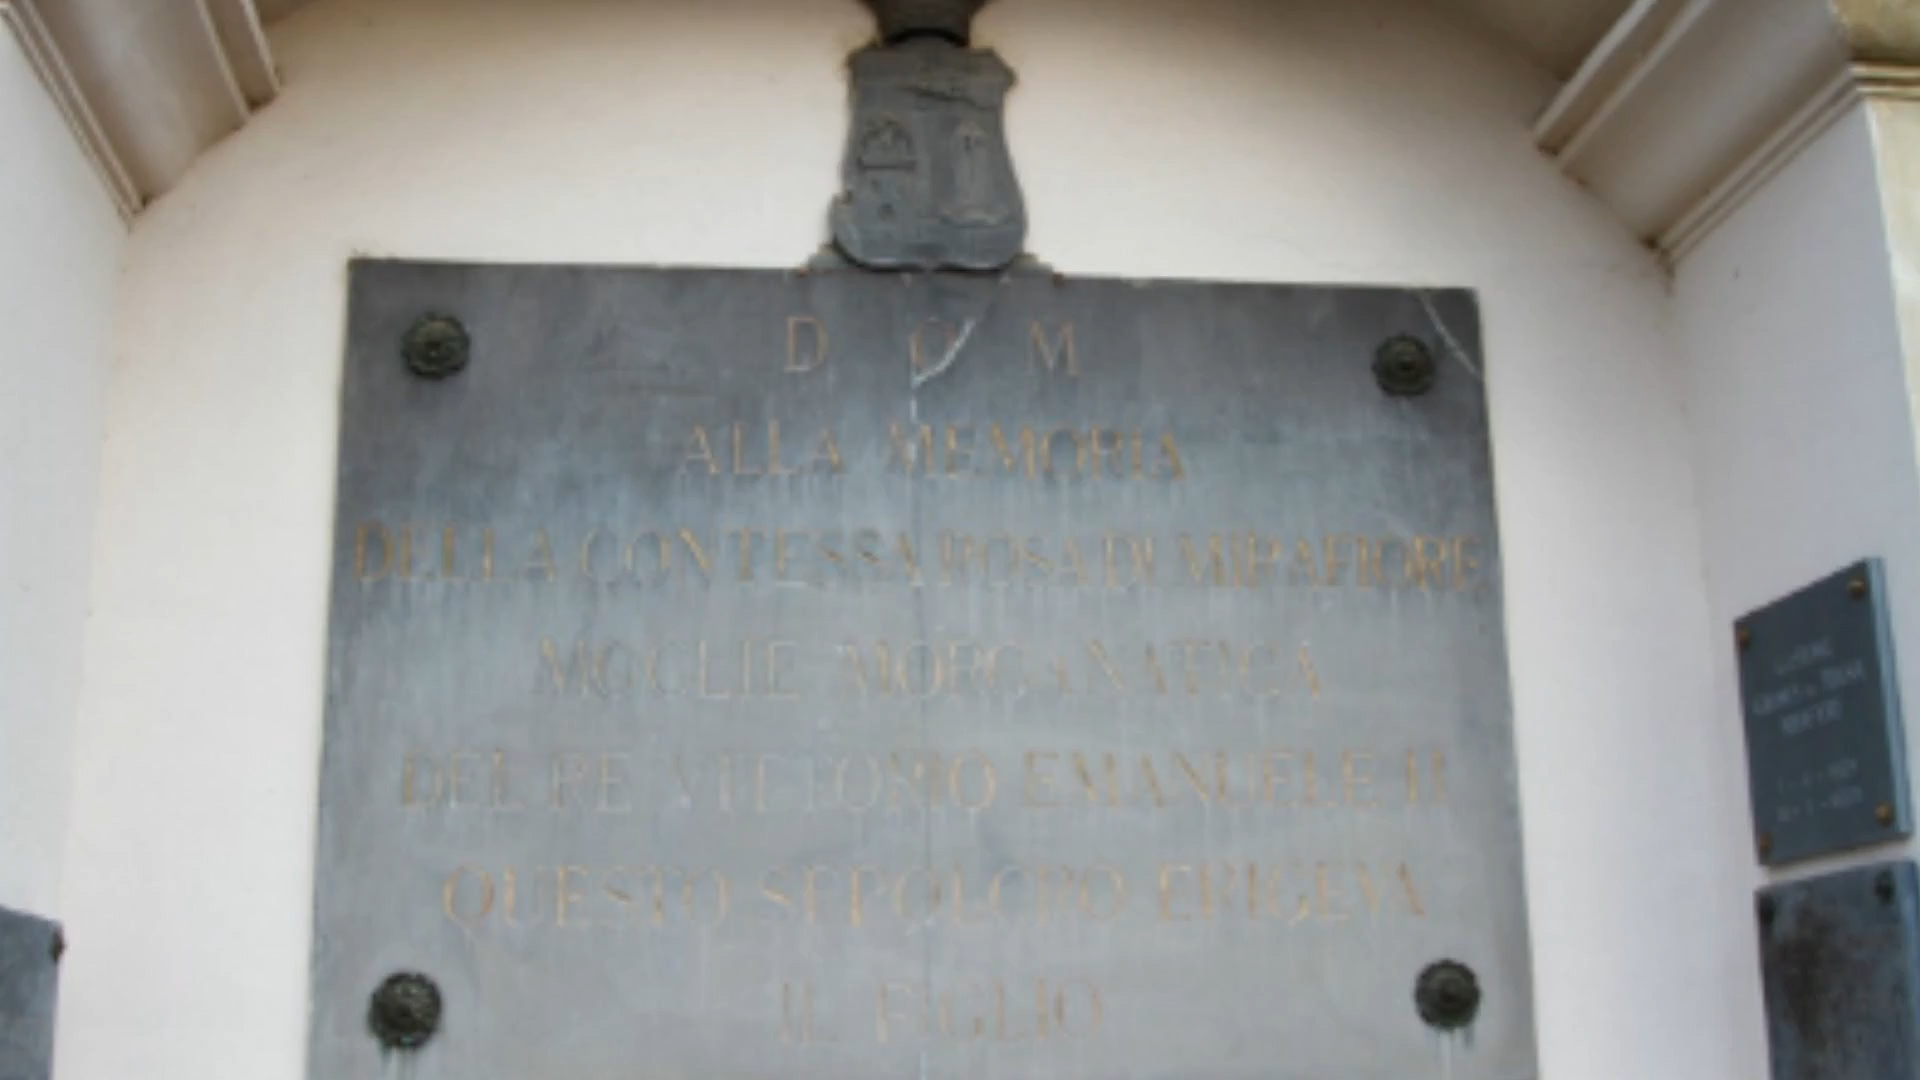 D O M
ALLA MEMORIA
DELLA CONTESSA ROSA DI MIRAFIORE
MOGLIE MORGANATICA
DEL RE VITTORIO EMANUELE II
QUESTO SEPOLCRO ERIGEVA
IL FIGLIO